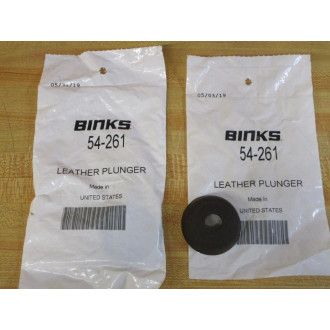 BINKS
54-261
LEATHER PLUNGER
Made in
UNITED STATES
05/03/19
BINKS
54-261
LEATHER PLUNGER
Made In
UNITED STATES